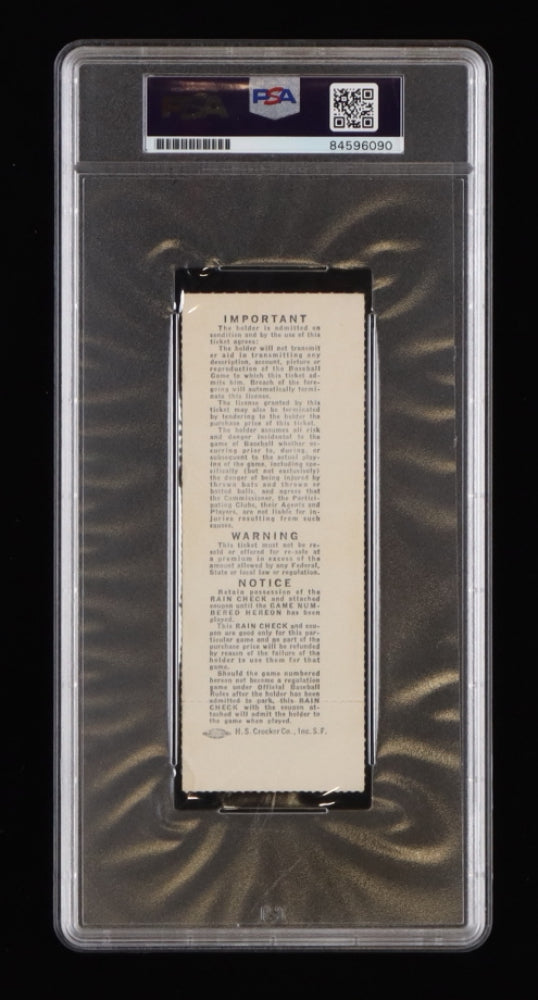 PSA
84596090
IMPORTANT
The holder is admitted on
condition and by the use of this
ticket agrees:
The holder will not transmit
or aid in transmitting any
description, account, picture or
reproduction of the Baseball
Game to which this ticket ad-
mits him. Breach of the fore-
going will automatically termi-
nate this license.
The license granted by this
ticket may also be terminated
by tendering to the holder the
purchase price of this ticket.
The holder assumes all risk
and danger incidental to the
game of Baseball whether oc-
curring prior to, during, or
subsequent to the actual play-
ing of the game, including spe-
cifically (but not exclusively)
the danger of being injured by
thrown bats and thrown or
batted balls, and agrees that
the Commissioner, the Partici-
pating Clubs, their Agents and
Players, are not liable for in-
juries resulting from such
causes.
WARNING
This ticket must not be re-
sold or offered for re-sale at
a premium in excess of the
amount allowed by any Federal,
State or local law or regulation.
NOTICE
Retain possession of the
RAIN CHECK and attached
coupon until the GAME NUM-
BERED HEREON has been
played.
This RAIN CHECK and cou-
pon are good only for this par-
ticular game and no part of the
purchase price will be refunded
by reason of the failure of the
holder to use them for that
game.
Should the game numbered
hereon not become a regulation
game under Official Baseball
Rules after the holder has been
admitted to park, this RAIN
CHECK with the coupon at-
tached will admit the holder to
the game when played.
H. S. Crocker Co., Inc. S. F.
PSA